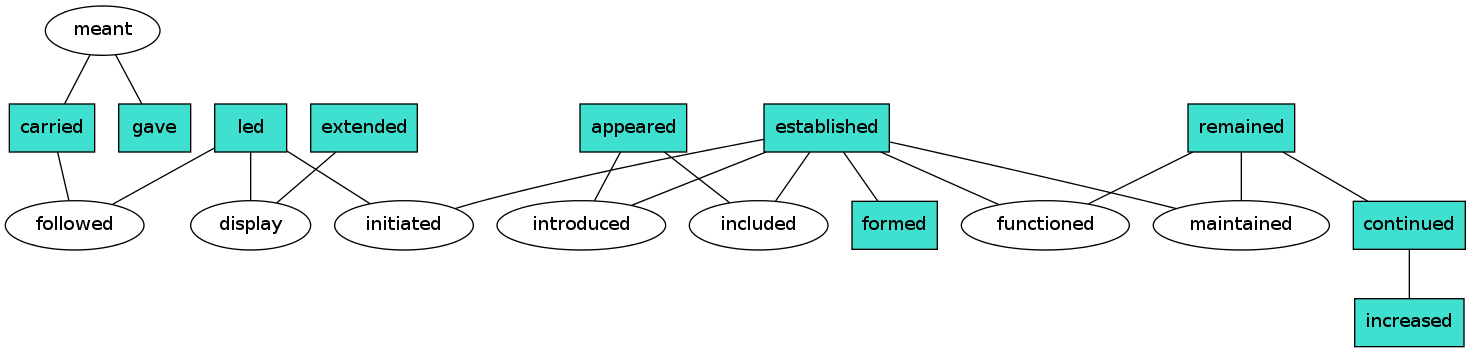 meant
carried
gave
led
extended
appeared
established
remained
followed
display
initiated
introduced
included
formed
functioned
maintained
continued
increased